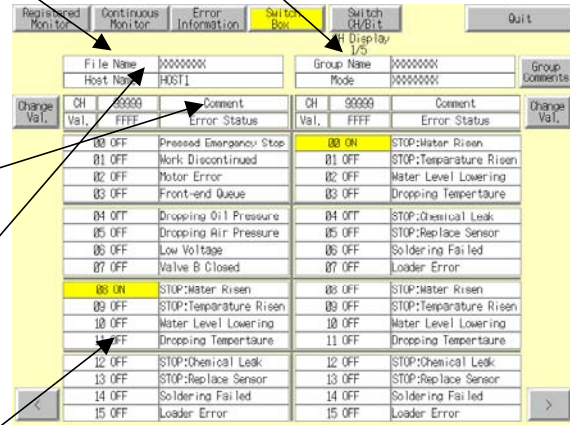 Registered Monitor
Continuous Monitor
Error Information
Switch Box
Switch CH/Bit
Quit
CH Display
1/5
File Name XXXXXXXX Group Name XXXXXXXX
Host Name HOST1 Mode XXXXXXXX
Group Comments
Change Val. CH 99999 Comment CH 99999 Comment Change Val.
Val. FFFF Error Status Val. FFFF Error Status
00 OFF Pressed Emergency Stop 00 ON STOP:Water Risen
01 OFF Work Discontinued 01 OFF STOP:Temparature Risen
02 OFF Motor Error 02 OFF Water Level Lowering
03 OFF Front-end Queue 03 OFF Dropping Tempertaure
04 OFF Dropping Oil Pressure 04 OFF STOP:Chemical Leak
05 OFF Dropping Air Pressure 05 OFF STOP:Replace Sensor
06 OFF Low Voltage 06 OFF Soldering Failed
07 OFF Valve B Closed 07 OFF Loader Error
08 ON STOP:Water Risen 08 OFF STOP:Water Risen
09 OFF STOP:Temparature Risen 09 OFF STOP:Temparature Risen
10 OFF Water Level Lowering 10 OFF Water Level Lowering
11 OFF Dropping Tempertaure 11 OFF Dropping Tempertaure
12 OFF STOP:Chemical Leak 12 OFF STOP:Chemical Leak
13 OFF STOP:Replace Sensor 13 OFF STOP:Replace Sensor
14 OFF Soldering Failed 14 OFF Soldering Failed
15 OFF Loader Error 15 OFF Loader Error
< >